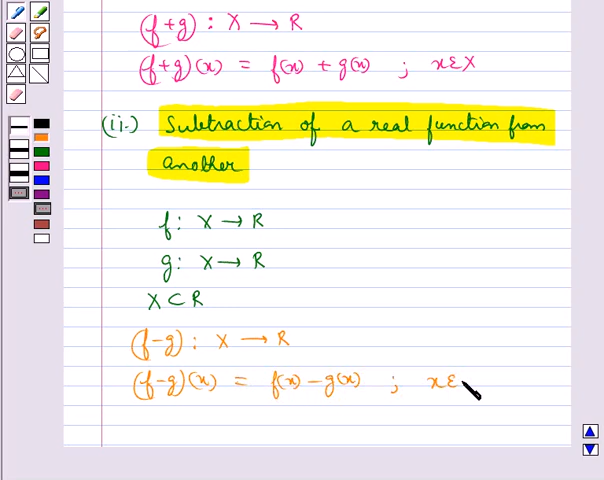 (f+g) : X → R
(f+g)(x) = f(x) + g(x) ; x ∈ X
(ii.) Subtraction of a real function from
another
f : X → R
g : X → R
X ⊂ R
(f-g) : X → R
(f-g)(x) = f(x) - g(x) ; x ∈